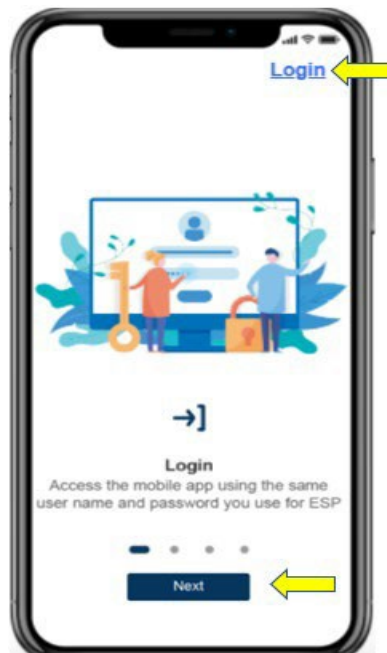 Login
Login
Access the mobile app using the same
user name and password you use for ESP
Next